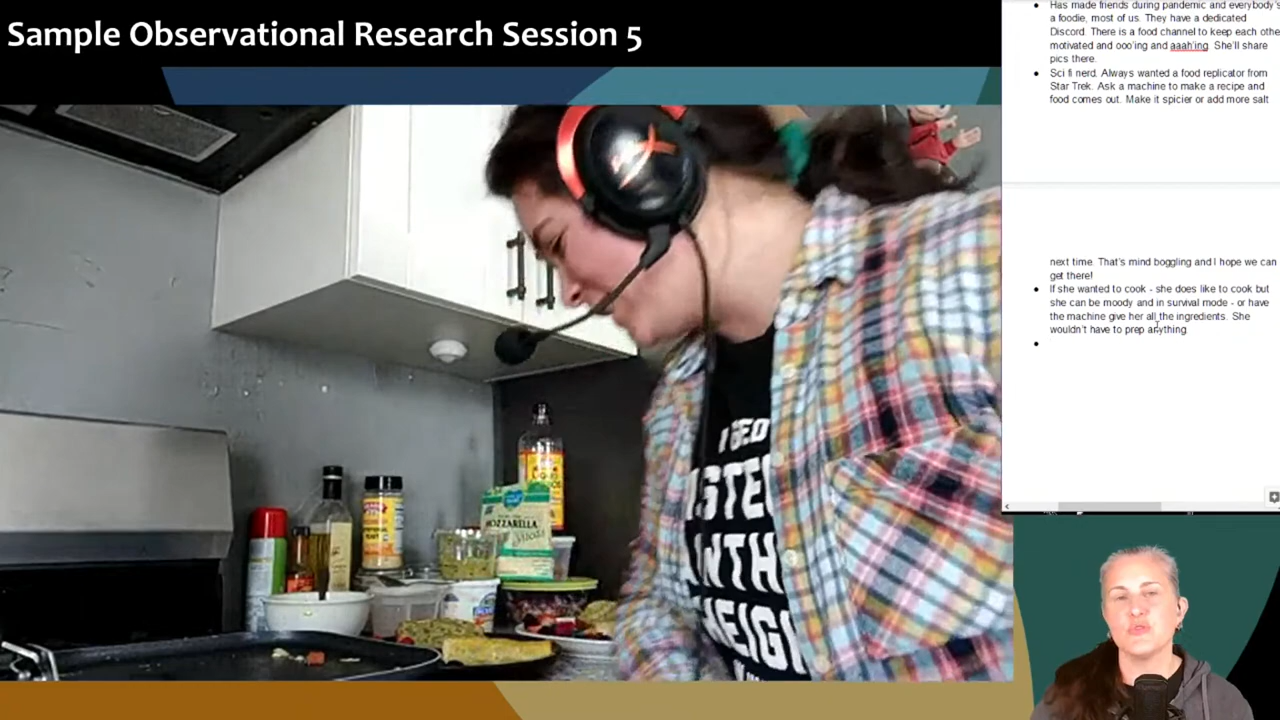 Sample Observational Research Session 5
Has made friends during pandemic and everybody's
a foodie, most of us. They have a dedicated
Discord. There is a food channel to keep each othe
motivated and ooo'ing and aaah'ing. She'll share
pics there.
Sci fi nerd. Always wanted a food replicator from
Star Trek. Ask a machine to make a recipe and
food comes out. Make it spicier or add more salt
next time. That's mind boggling and I hope we can
get there!
If she wanted to cook - she does like to cook but
she can be moody and in survival mode - or have
the machine give her all the ingredients. She
wouldn't have to prep anything
MOZZARELLA